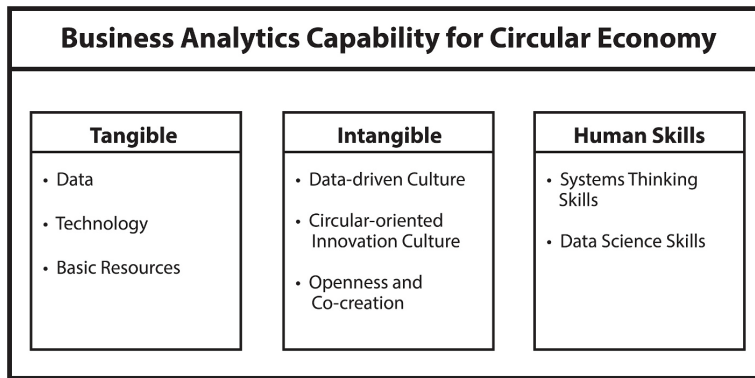 Business Analytics Capability for Circular Economy
Tangible
• Data
• Technology
• Basic Resources
Intangible
• Data-driven Culture
• Circular-oriented
Innovation Culture
• Openness and
Co-creation
Human Skills
• Systems Thinking
Skills
• Data Science Skills